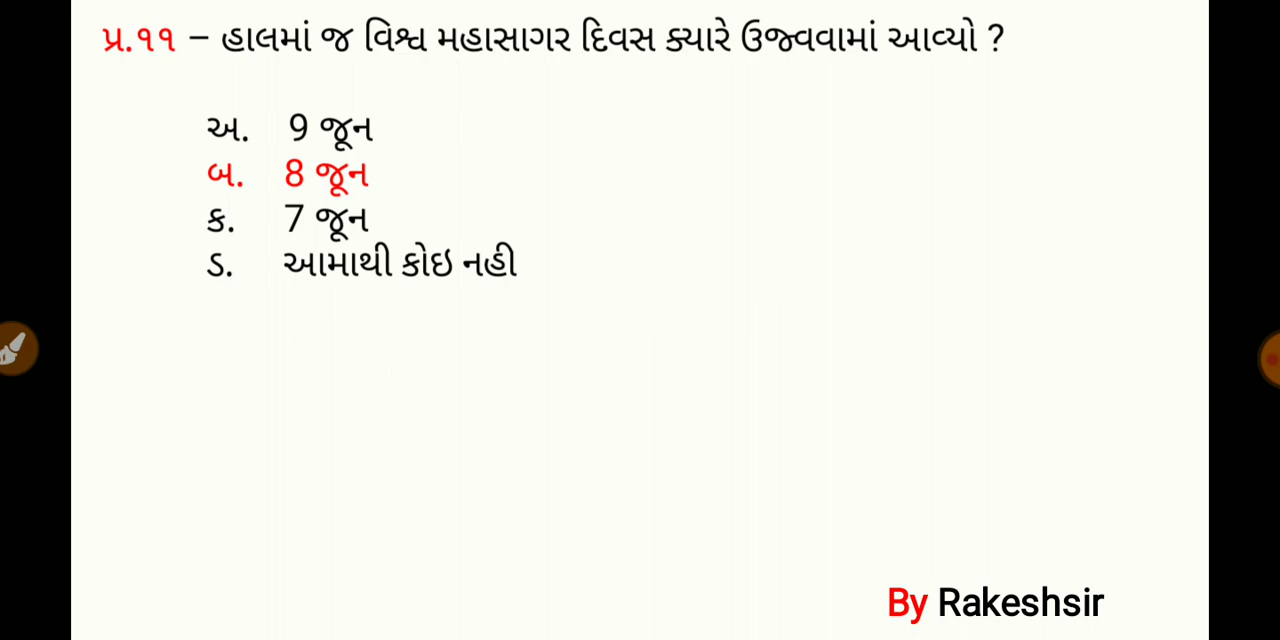 પ્ર.૧૧ – હાલમાં જ વિશ્વ મહાસાગર દિવસ ક્યારે ઉજ્વવામાં આવ્યો ?
અ. 9 જૂન
બ. 8 જૂન
ક. 7 જૂન
ડ. આમાથી કોઇ નહી
By Rakeshsir